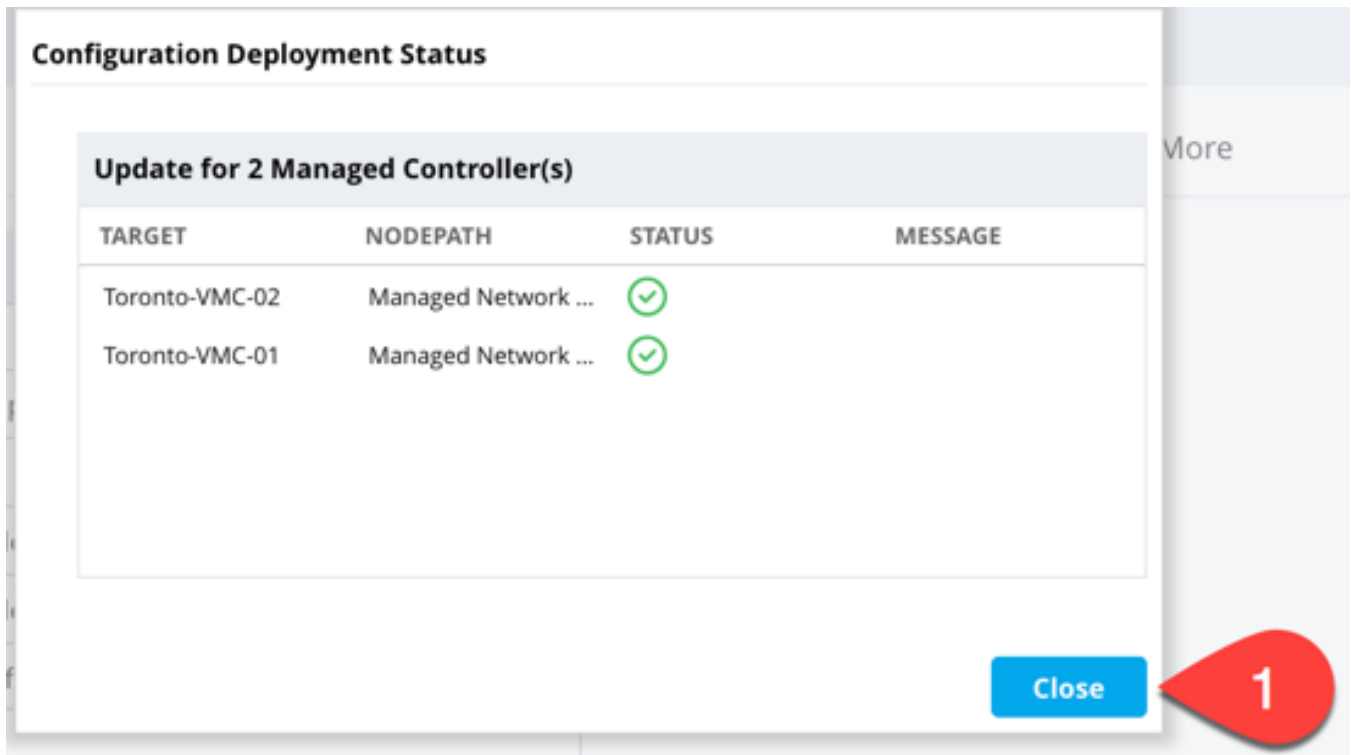 Configuration Deployment Status
More
Update for 2 Managed Controller(s)
TARGET NODEPATH STATUS MESSAGE
Toronto-VMC-02 Managed Network ...
Toronto-VMC-01 Managed Network ...
Close 1